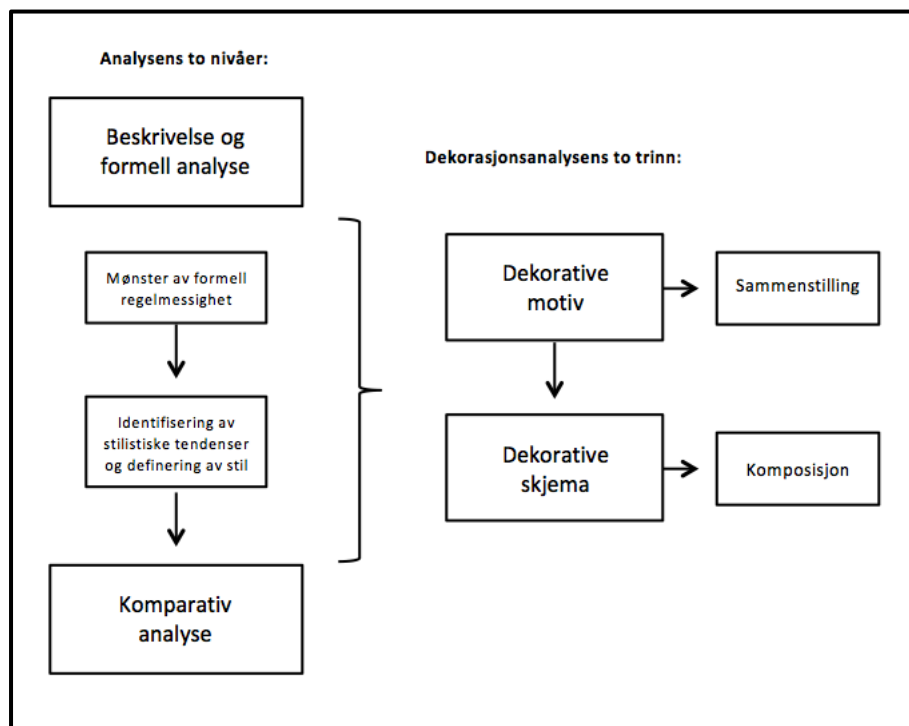 Analysens to nivåer:
Beskrivelse og
formell analyse
Mønster av formell
regelmessighet
Identifisering av
stilistiske tendenser
og definering av stil
Komparativ
analyse
Dekorasjonsanalysens to trinn:
Dekorative
motiv
Sammenstilling
Dekorative
skjema
Komposisjon